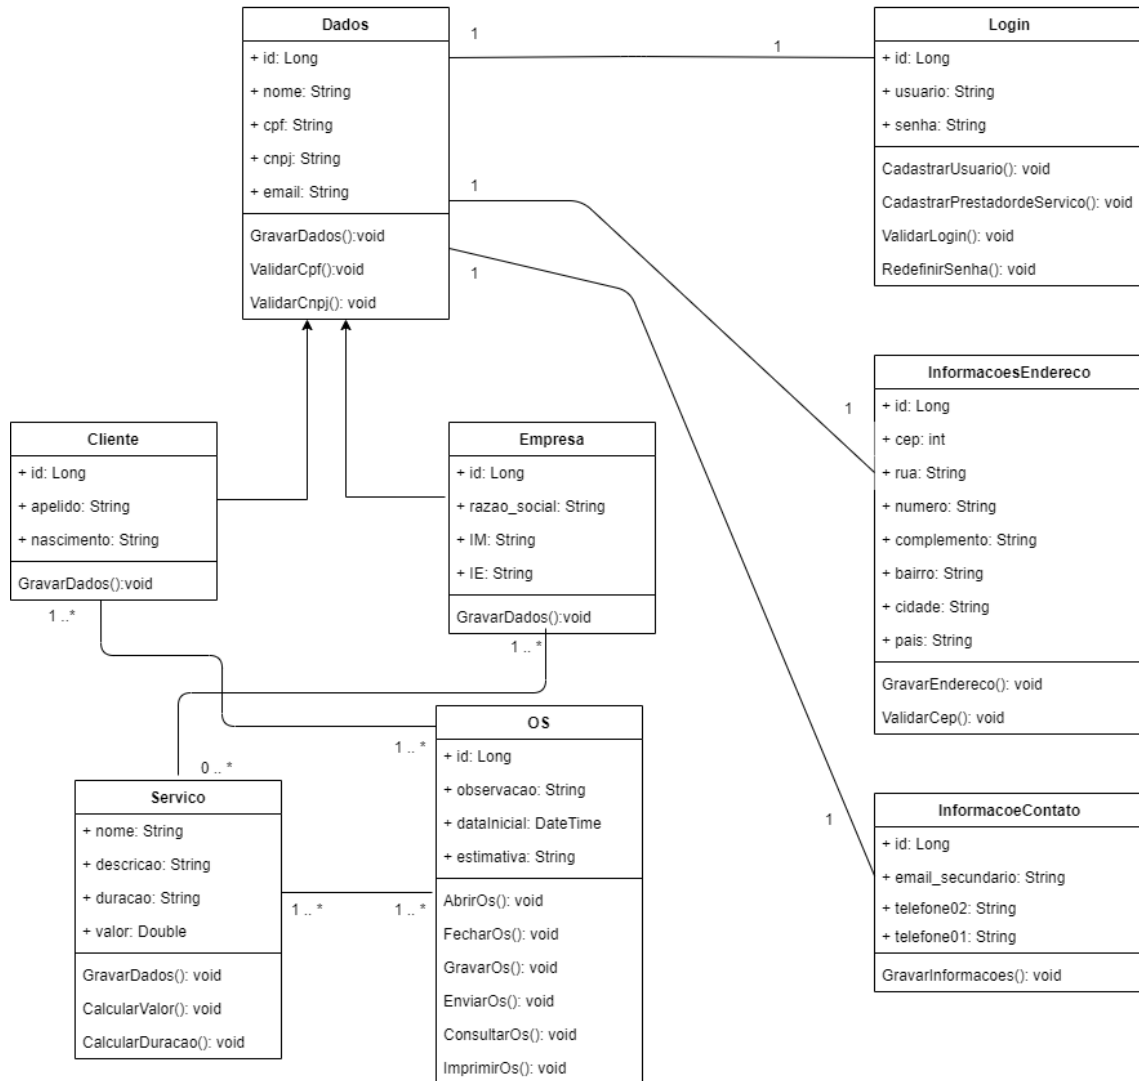 Dados
+ id: Long
+ nome: String
+ cpf: String
+ cnpj: String
+ email: String
GravarDados():void
ValidarCpf():void
ValidarCnpj(): void
1
1
Login
+ id: Long
+ usuario: String
+ senha: String
CadastrarUsuario(): void
CadastrarPrestadordeServico(): void
ValidarLogin(): void
RedefinirSenha(): void
1
1
InformacoesEndereco
+ id: Long
+ cep: int
+ rua: String
+ numero: String
+ complemento: String
+ bairro: String
+ cidade: String
+ pais: String
GravarEndereco(): void
ValidarCep(): void
1
Cliente
+ id: Long
+ apelido: String
+ nascimento: String
GravarDados():void
1 ..*
Empresa
+ id: Long
+ razao_social: String
+ IM: String
+ IE: String
GravarDados():void
1 .. *
1 .. *
0 .. *
OS
+ id: Long
+ observacao: String
+ dataInicial: DateTime
+ estimativa: String
AbrirOs(): void
FecharOs(): void
GravarOs(): void
EnviarOs(): void
ConsultarOs(): void
ImprimirOs(): void
Servico
+ nome: String
+ descricao: String
+ duracao: String
+ valor: Double
GravarDados(): void
CalcularValor(): void
CalcularDuracao(): void
1 .. *
1 .. *
1
InformacoeContato
+ id: Long
+ email_secundario: String
+ telefone02: String
+ telefone01: String
GravarInformacoes(): void